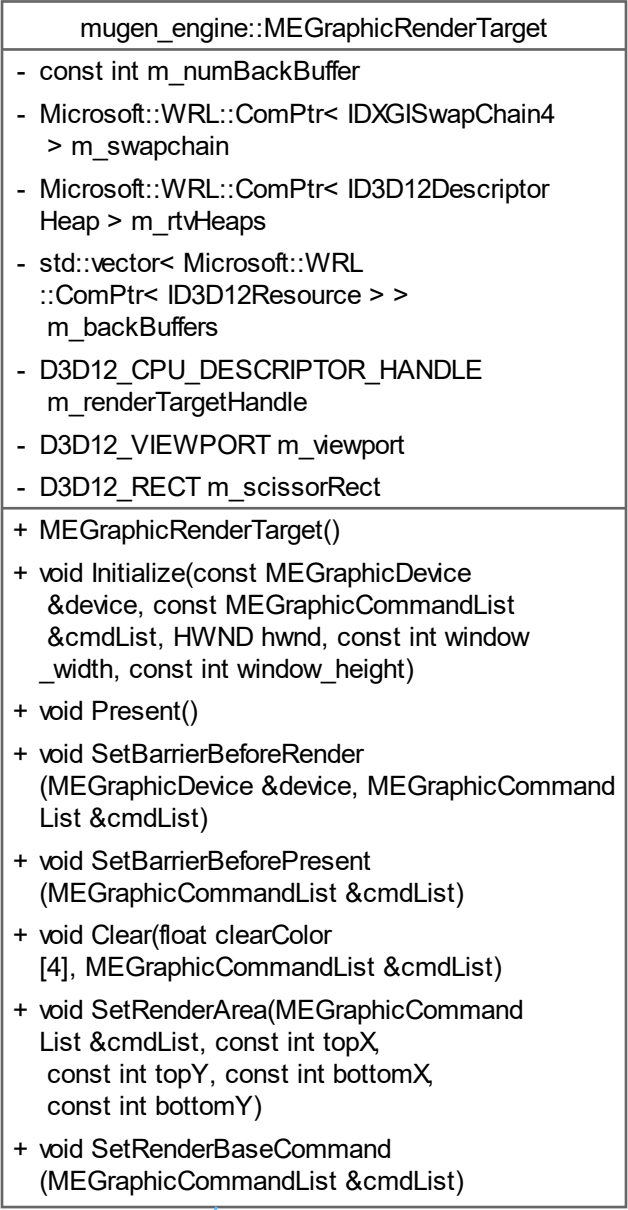 mugen_engine::MEGraphicRenderTarget
- const int m_numBackBuffer
- Microsoft::WRL::ComPtr< IDXGISwapChain4
> m_swapchain
- Microsoft::WRL::ComPtr< ID3D12Descriptor
Heap > m_rtvHeaps
- std::vector< Microsoft::WRL
::ComPtr< ID3D12Resource > >
m_backBuffers
- D3D12_CPU_DESCRIPTOR_HANDLE
m_renderTargetHandle
- D3D12_VIEWPORT m_viewport
- D3D12_RECT m_scissorRect
+ MEGraphicRenderTarget()
+ void Initialize(const MEGraphicDevice
&device, const MEGraphicCommandList
&cmdList, HWND hwnd, const int window
_width, const int window_height)
+ void Present()
+ void SetBarrierBeforeRender
(MEGraphicDevice &device, MEGraphicCommand
List &cmdList)
+ void SetBarrierBeforePresent
(MEGraphicCommandList &cmdList)
+ void Clear(float clearColor
[4], MEGraphicCommandList &cmdList)
+ void SetRenderArea(MEGraphicCommand
List &cmdList, const int topX,
const int topY, const int bottomX,
const int bottomY)
+ void SetRenderBaseCommand
(MEGraphicCommandList &cmdList)